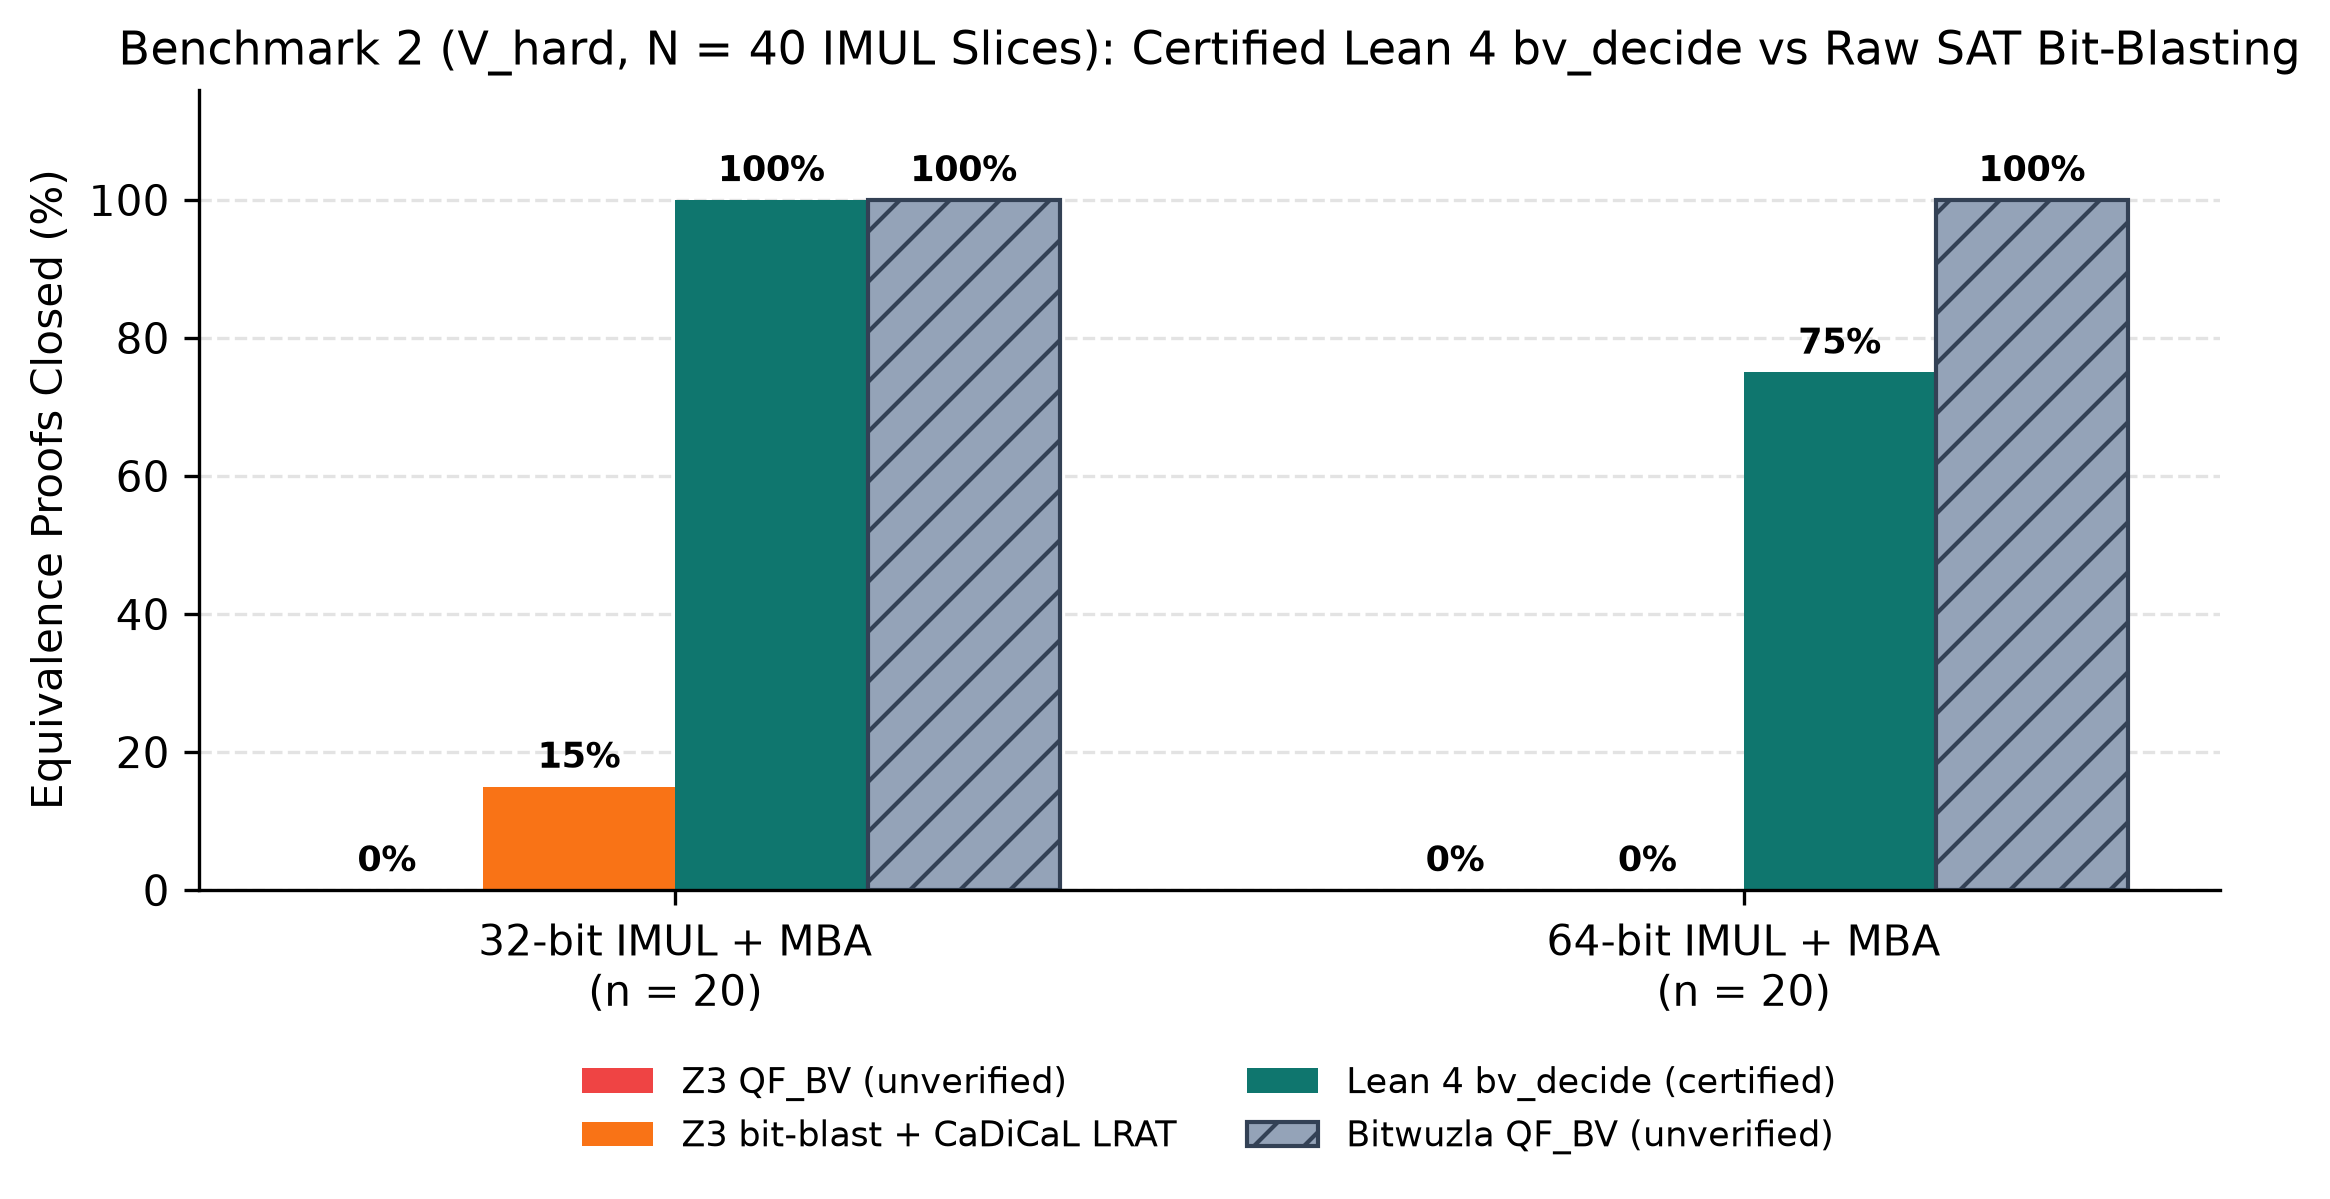 Benchmark 2 (V_hard, N = 40 IMUL Slices): Certified Lean 4 bv_decide vs Raw SAT Bit-Blasting
Equivalence Proofs Closed (%)
100
80
60
40
20
0
0%
15%
100%
100%
0%
0%
75%
100%
32-bit IMUL + MBA
(n = 20)
64-bit IMUL + MBA
(n = 20)
Z3 QF_BV (unverified)
Z3 bit-blast + CaDiCaL LRAT
Lean 4 bv_decide (certified)
Bitwuzla QF_BV (unverified)